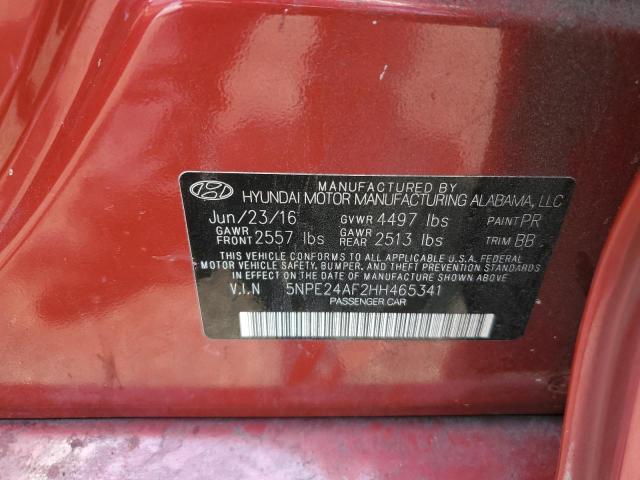 MANUFACTURED BY
HYUNDAI MOTOR MANUFACTURING ALABAMA, LLC
Jun/23/16 GVWR 4497 lbs PAINT PR
GAWR FRONT 2557 lbs GAWR REAR 2513 lbs TRIM BB
THIS VEHICLE CONFORMS TO ALL APPLICABLE U.S.A. FEDERAL
MOTOR VEHICLE SAFETY, BUMPER, AND THEFT PREVENTION STANDARDS
IN EFFECT ON THE DATE OF MANUFACTURE SHOWN ABOVE
V.I.N 5NPE24AF2HH465341
PASSENGER CAR